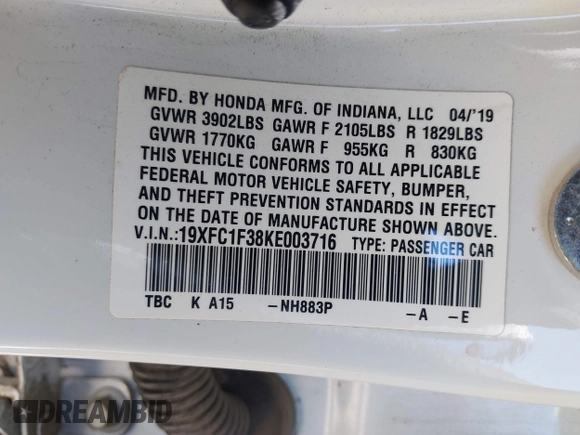 MFD. BY HONDA MFG. OF INDIANA, LLC 04/'19
GVWR 3902LBS GAWR F 2105LBS R 1829LBS
GVWR 1770KG GAWR F 955KG R 830KG
THIS VEHICLE CONFORMS TO ALL APPLICABLE
FEDERAL MOTOR VEHICLE SAFETY, BUMPER,
AND THEFT PREVENTION STANDARDS IN EFFECT
ON THE DATE OF MANUFACTURE SHOWN ABOVE.
V.I.N.:19XFC1F38KE003716 TYPE: PASSENGER CAR
TBC K A15 -NH883P -A -E
DREAMBID